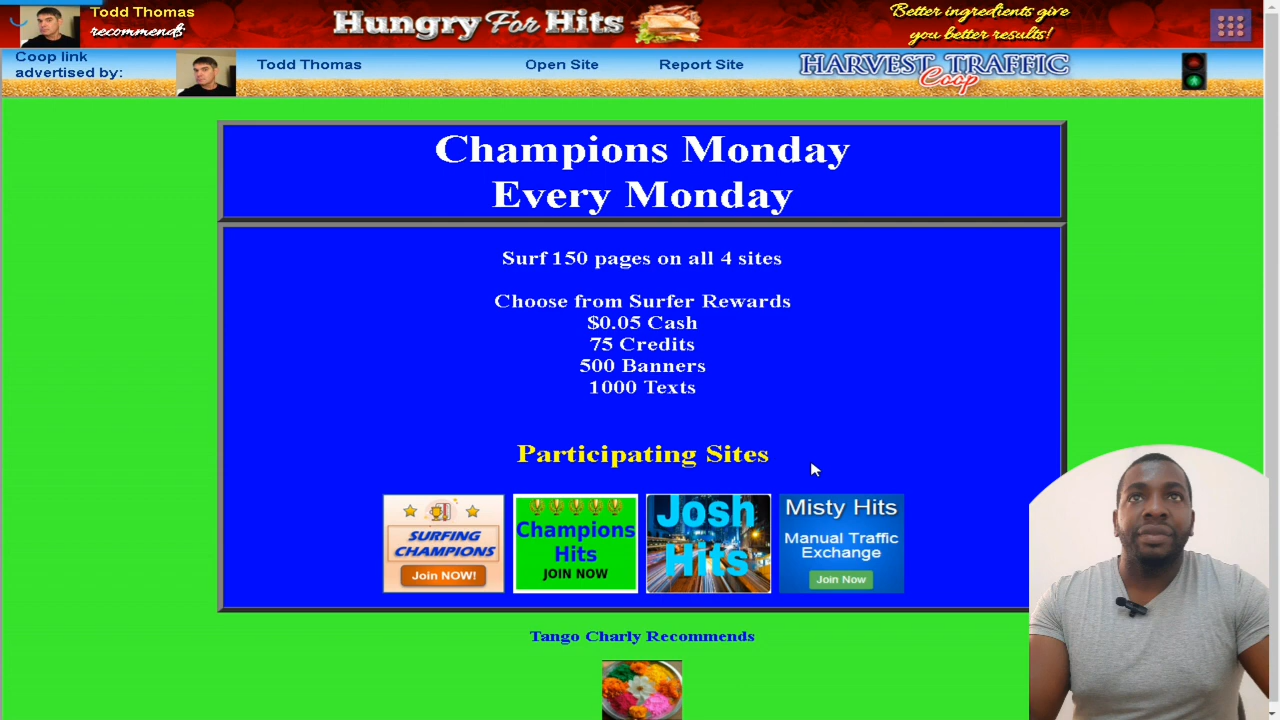 Todd Thomas
recommends
Hungry For Hits
Better ingredients give
you better results!
Coop link
advertised by:
Todd Thomas
Open Site
Report Site
HARVEST TRAFFIC
Coop
Champions Monday
Every Monday
Surf 150 pages on all 4 sites
Choose from Surfer Rewards
$0.05 Cash
75 Credits
500 Banners
1000 Texts
Participating Sites
SURFING
CHAMPIONS
Join NOW!
Champions
Hits
JOIN NOW
Josh
Hits
Misty Hits
Manual Traffic
Exchange
Join Now
Tango Charly Recommends